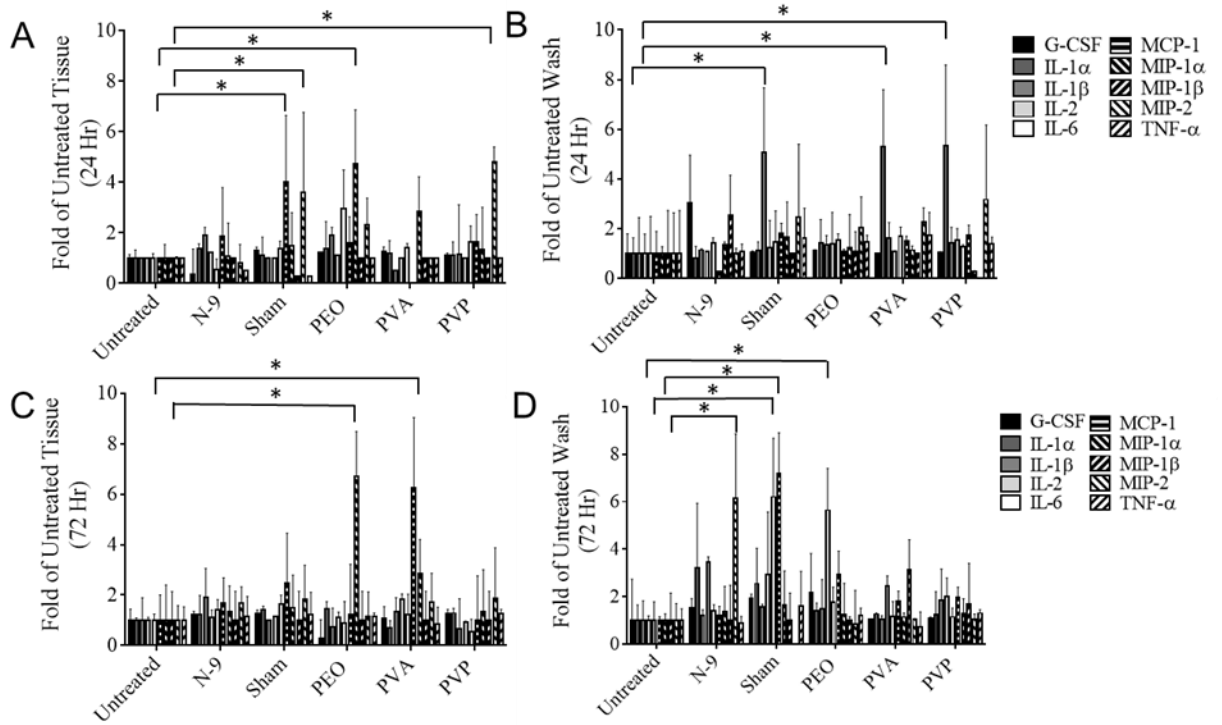 A
Fold of Untreated Tissue
(24 Hr)
10
8
6
4
2
0
*
*
*
*
Untreated
N-9
Sham
PEO
PVA
PVP
B
Fold of Untreated Wash
(24 Hr)
10
8
6
4
2
0
*
*
*
Untreated
N-9
Sham
PEO
PVA
PVP
G-CSF
IL-1α
IL-1β
IL-2
IL-6
MCP-1
MIP-1α
MIP-1β
MIP-2
TNF-α
C
Fold of Untreated Tissue
(72 Hr)
10
8
6
4
2
0
*
*
Untreated
N-9
Sham
PEO
PVA
PVP
D
Fold of Untreated Wash
(72 Hr)
10
8
6
4
2
0
*
*
*
*
Untreated
N-9
Sham
PEO
PVA
PVP
G-CSF
IL-1α
IL-1β
IL-2
IL-6
MCP-1
MIP-1α
MIP-1β
MIP-2
TNF-α